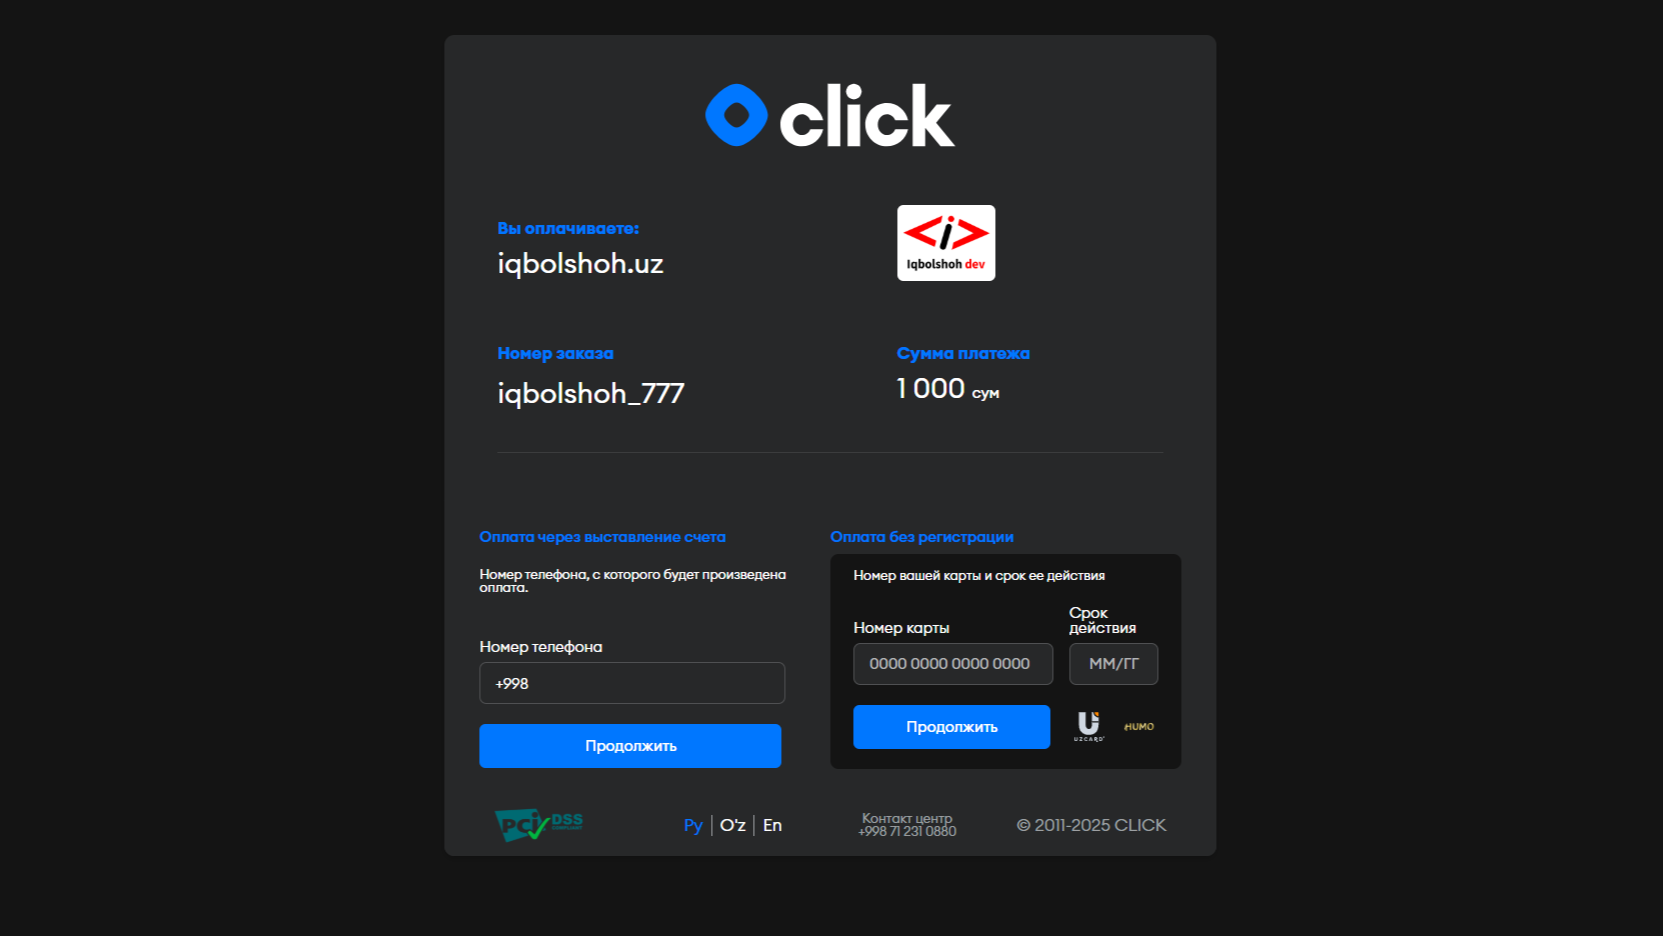 click
Вы оплачиваете:
iqbolshoh.uz
<i>
Iqbolshoh dev
Номер заказа
iqbolshoh_777
Сумма платежа
1 000 сум
Оплата через выставление счета
Номер телефона, с которого будет произведена
оплата.
Номер телефона
+998
Продолжить
Оплата без регистрации
Номер вашей карты и срок ее действия
Номер карты
Срок
действия
0000 0000 0000 0000
ММ/ГГ
Продолжить
UZCARD
HUMO
PCI DSS
Ру | O'z | En
Контакт центр
+998 71 231 0880
© 2011-2025 CLICK